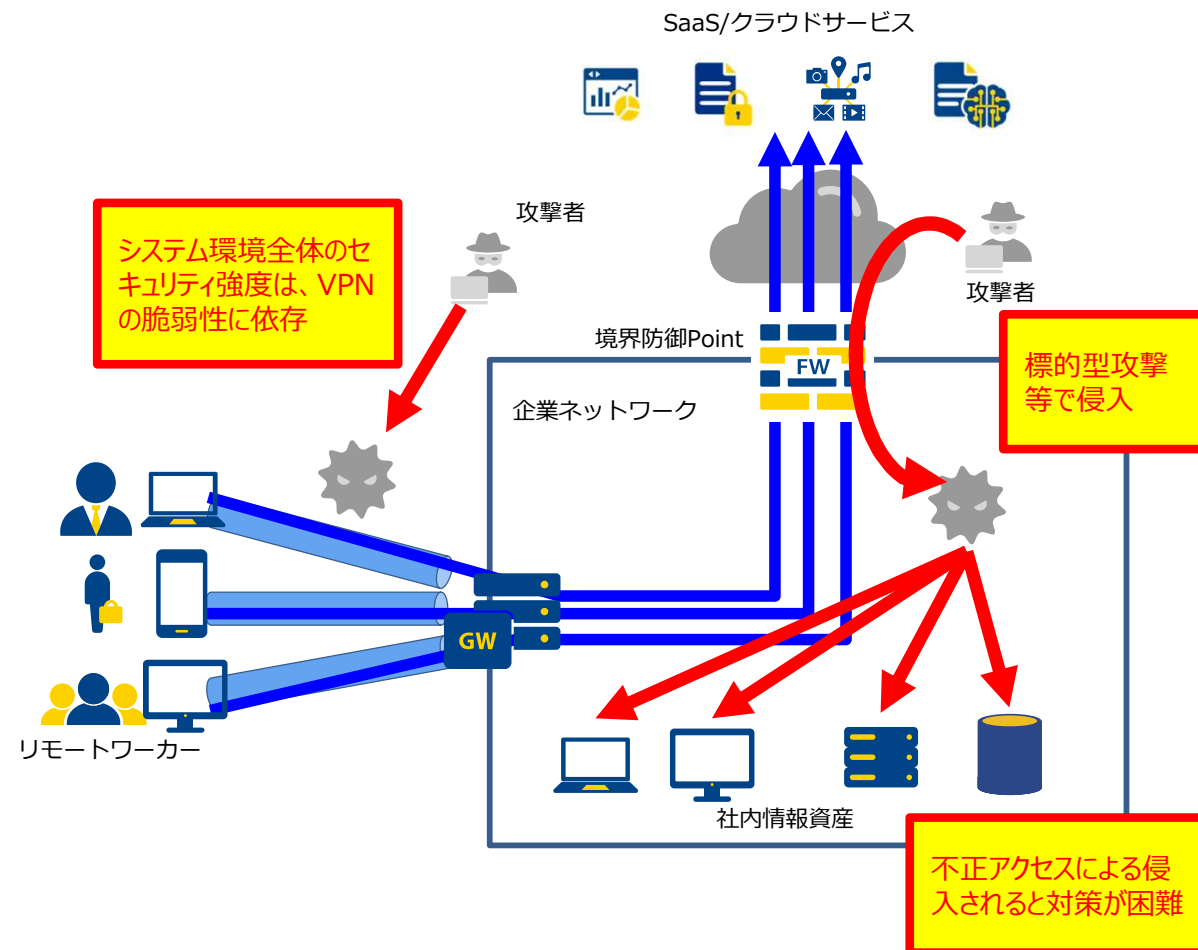 SaaS/クラウドサービス
攻撃者
システム環境全体のセ
キュリティ強度は、VPN
の脆弱性に依存
攻撃者
境界防御Point
FW
標的型攻撃
等で侵入
企業ネットワーク
GW
リモートワーカー
社内情報資産
不正アクセスによる侵
入されると対策が困難